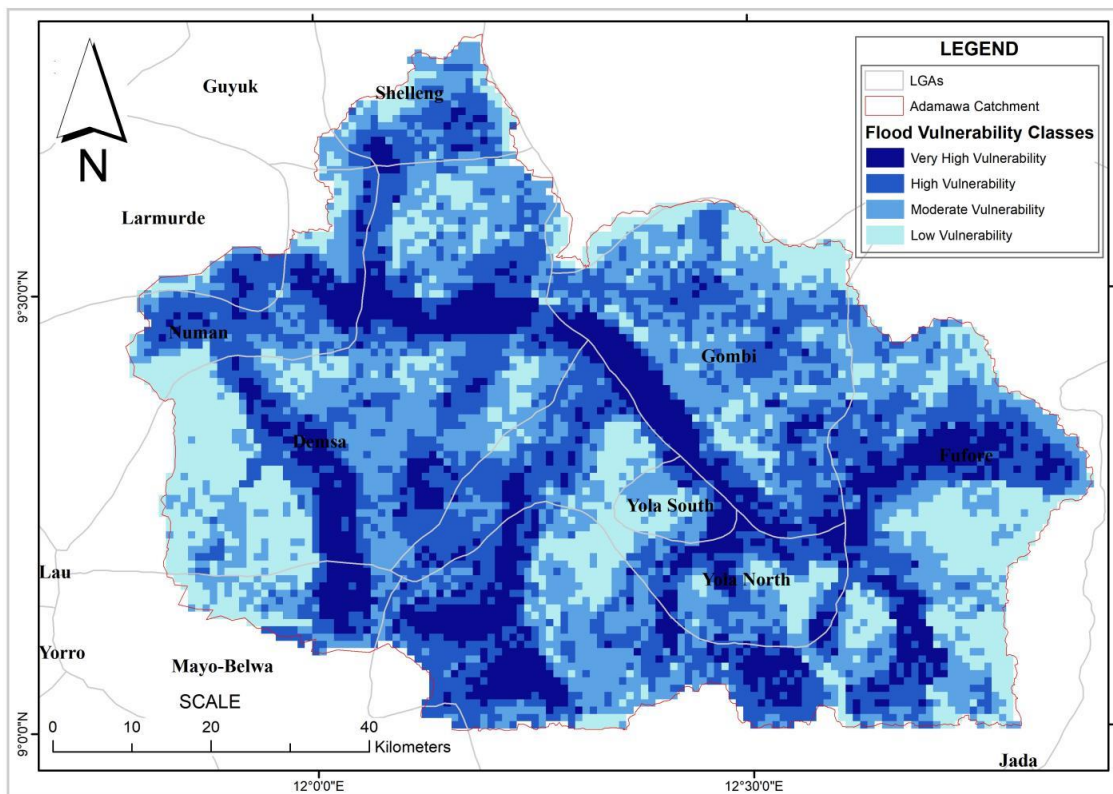 Guyuk
Shelleng
N
Larmurde
Numan
Gombi
Demsa
Fufore
Yola South
Yola North
Lau
Yorro
Mayo-Belwa
Jada
LEGEND
LGAs
Adamawa Catchment
Flood Vulnerability Classes
Very High Vulnerability
High Vulnerability
Moderate Vulnerability
Low Vulnerability
SCALE
0 10 20 40
Kilometers
9°30'0"N
9°0'0"N
12°0'0"E
12°30'0"E